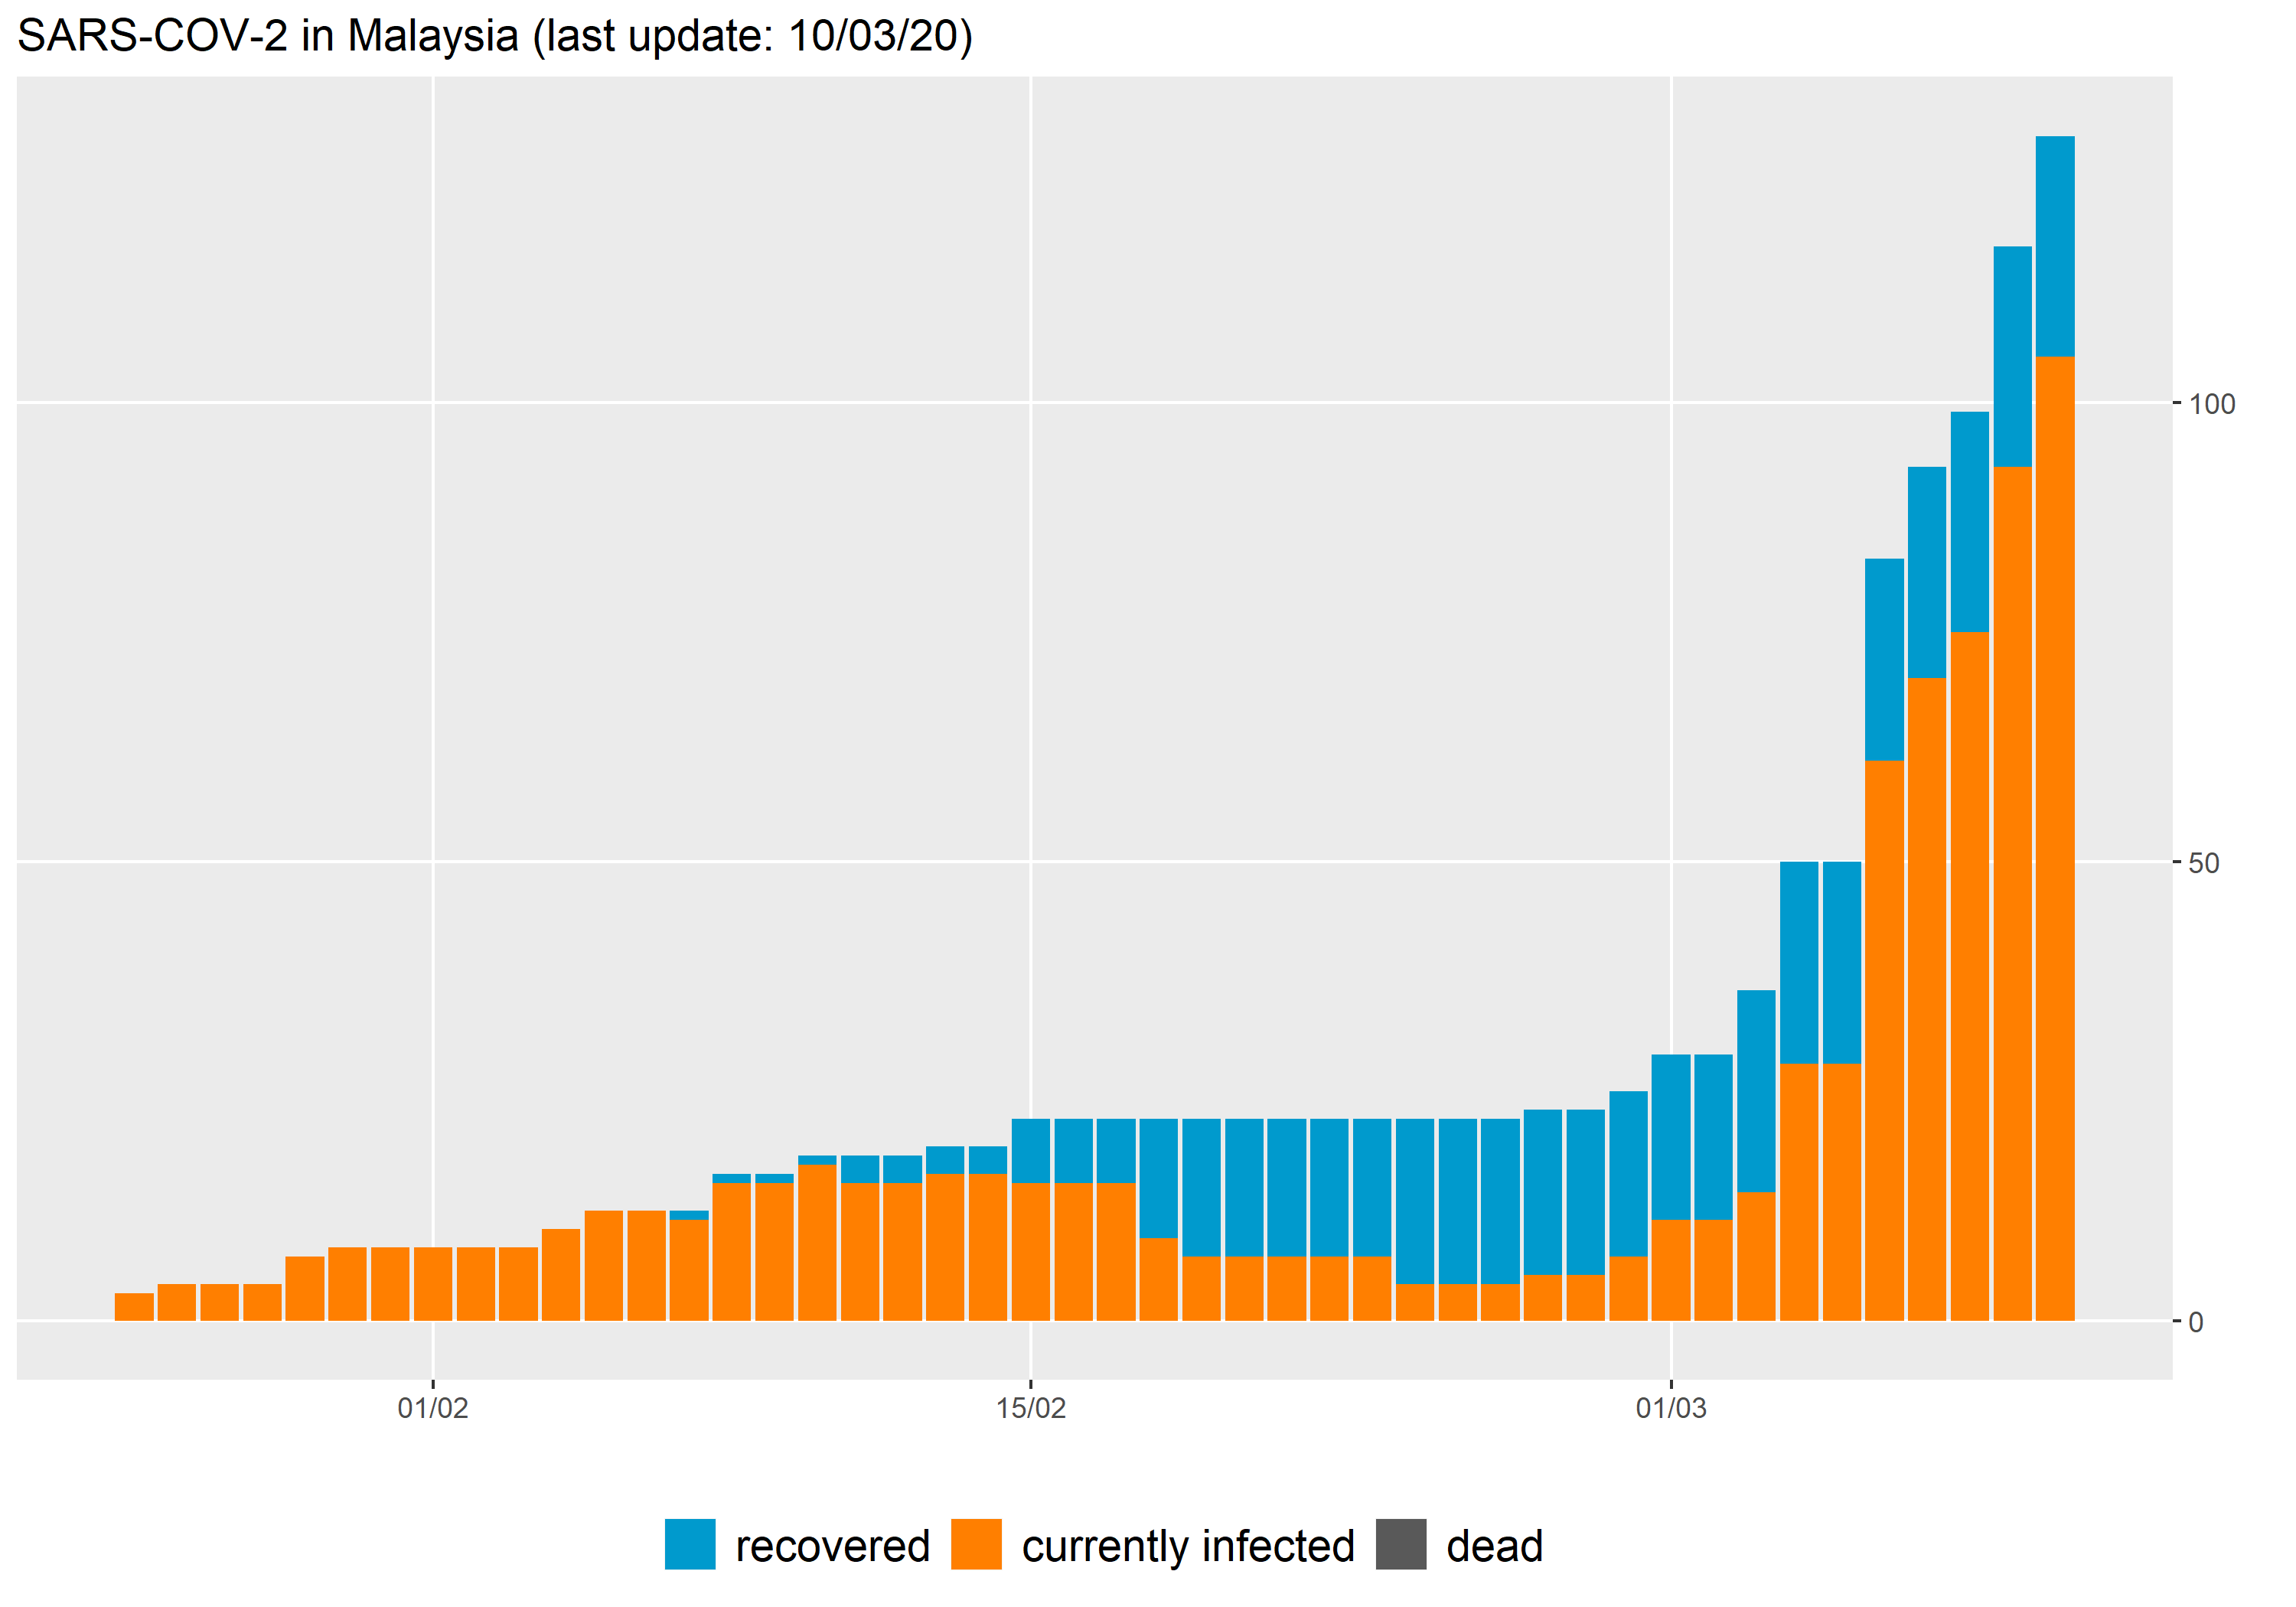 SARS-COV-2 in Malaysia (last update: 10/03/20)
100
50
0
01/02 15/02 01/03
recovered currently infected dead